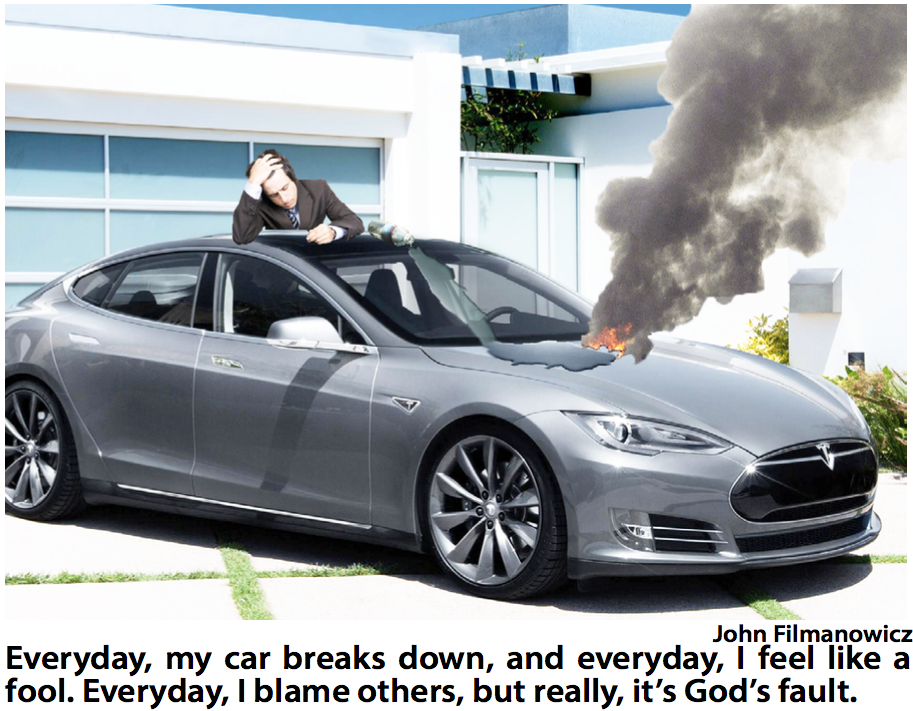 John Filmanowicz
Everyday, my car breaks down, and everyday, I feel like a
fool. Everyday, I blame others, but really, it’s God’s fault.